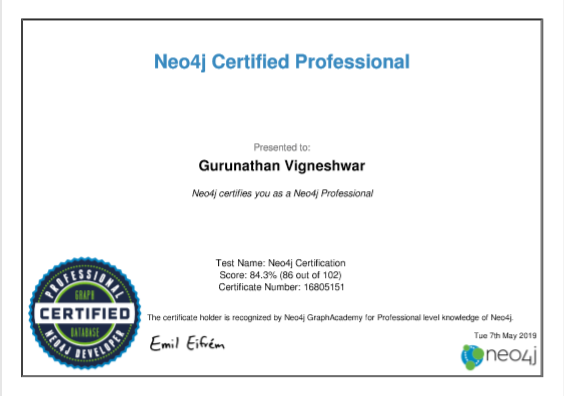 Neo4j Certified Professional
Presented to:
Gurunathan Vigneshwar
Neo4j certifies you as a Neo4j Professional
Test Name: Neo4j Certification
Score: 84.3% (86 out of 102)
Certificate Number: 16805151
PROFESSIONAL
GRAPH
CERTIFIED
DATABASE
NEO4J DEVELOPER
The certificate holder is recognized by Neo4j GraphAcademy for Professional level knowledge of Neo4j.
Emil Eifrém
Tue 7th May 2019
neo4j